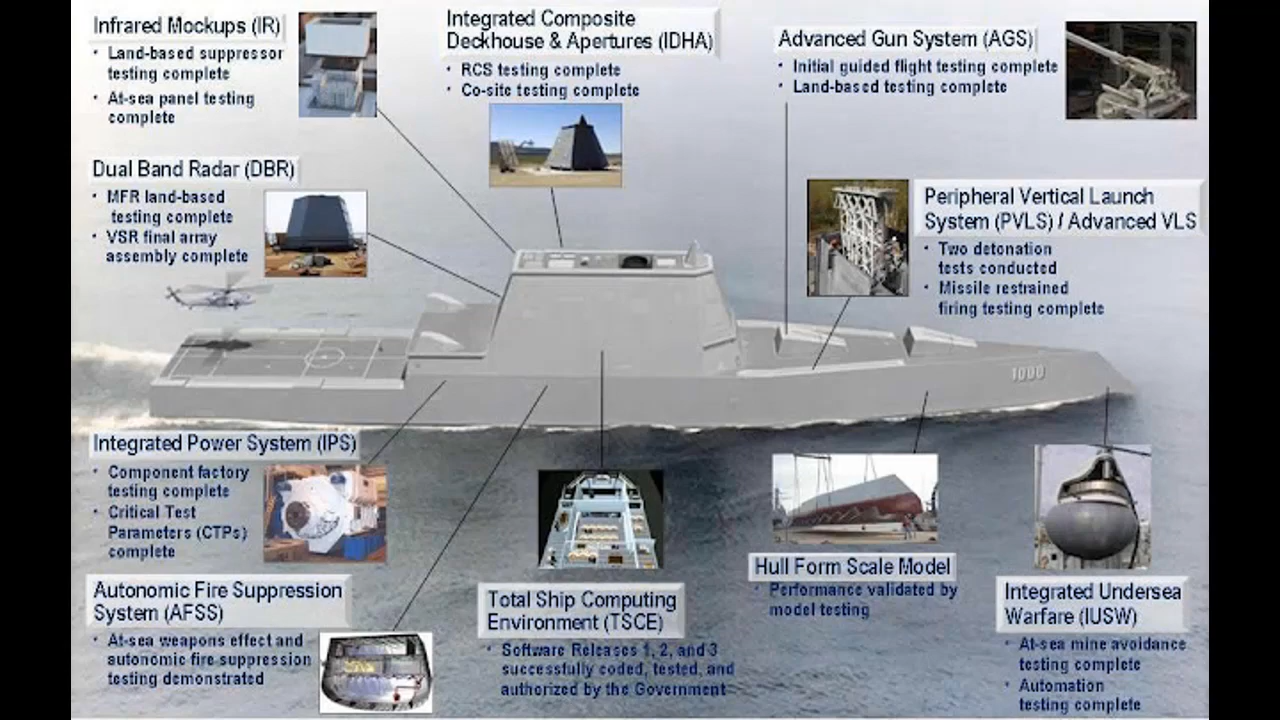 Infrared Mockups (IR)
• Land-based suppressor
testing complete
• At-sea panel testing
complete
Integrated Composite
Deckhouse & Apertures (IDHA)
• RCS testing complete
• Co-site testing complete
Advanced Gun System (AGS)
• Initial guided flight testing complete
• Land-based testing complete
Dual Band Radar (DBR)
• MFR land-based
testing complete
• VSR final array
assembly complete
Peripheral Vertical Launch
System (PVLS) / Advanced VLS
• Two detonation
tests conducted
• Missile restrained
firing testing complete
1000
Integrated Power System (IPS)
• Component factory
testing complete
• Critical Test
Parameters (CTPs)
complete
Autonomic Fire Suppression
System (AFSS)
• At-sea weapons effect and
autonomic fire suppression
testing demonstrated
Total Ship Computing
Environment (TSCE)
• Software Releases 1, 2, and 3
successfully coded, tested, and
authorized by the Government
Hull Form Scale Model
• Performance validated by
model testing
Integrated Undersea
Warfare (IUSW)
• At-sea mine avoidance
testing complete
• Automation
testing complete